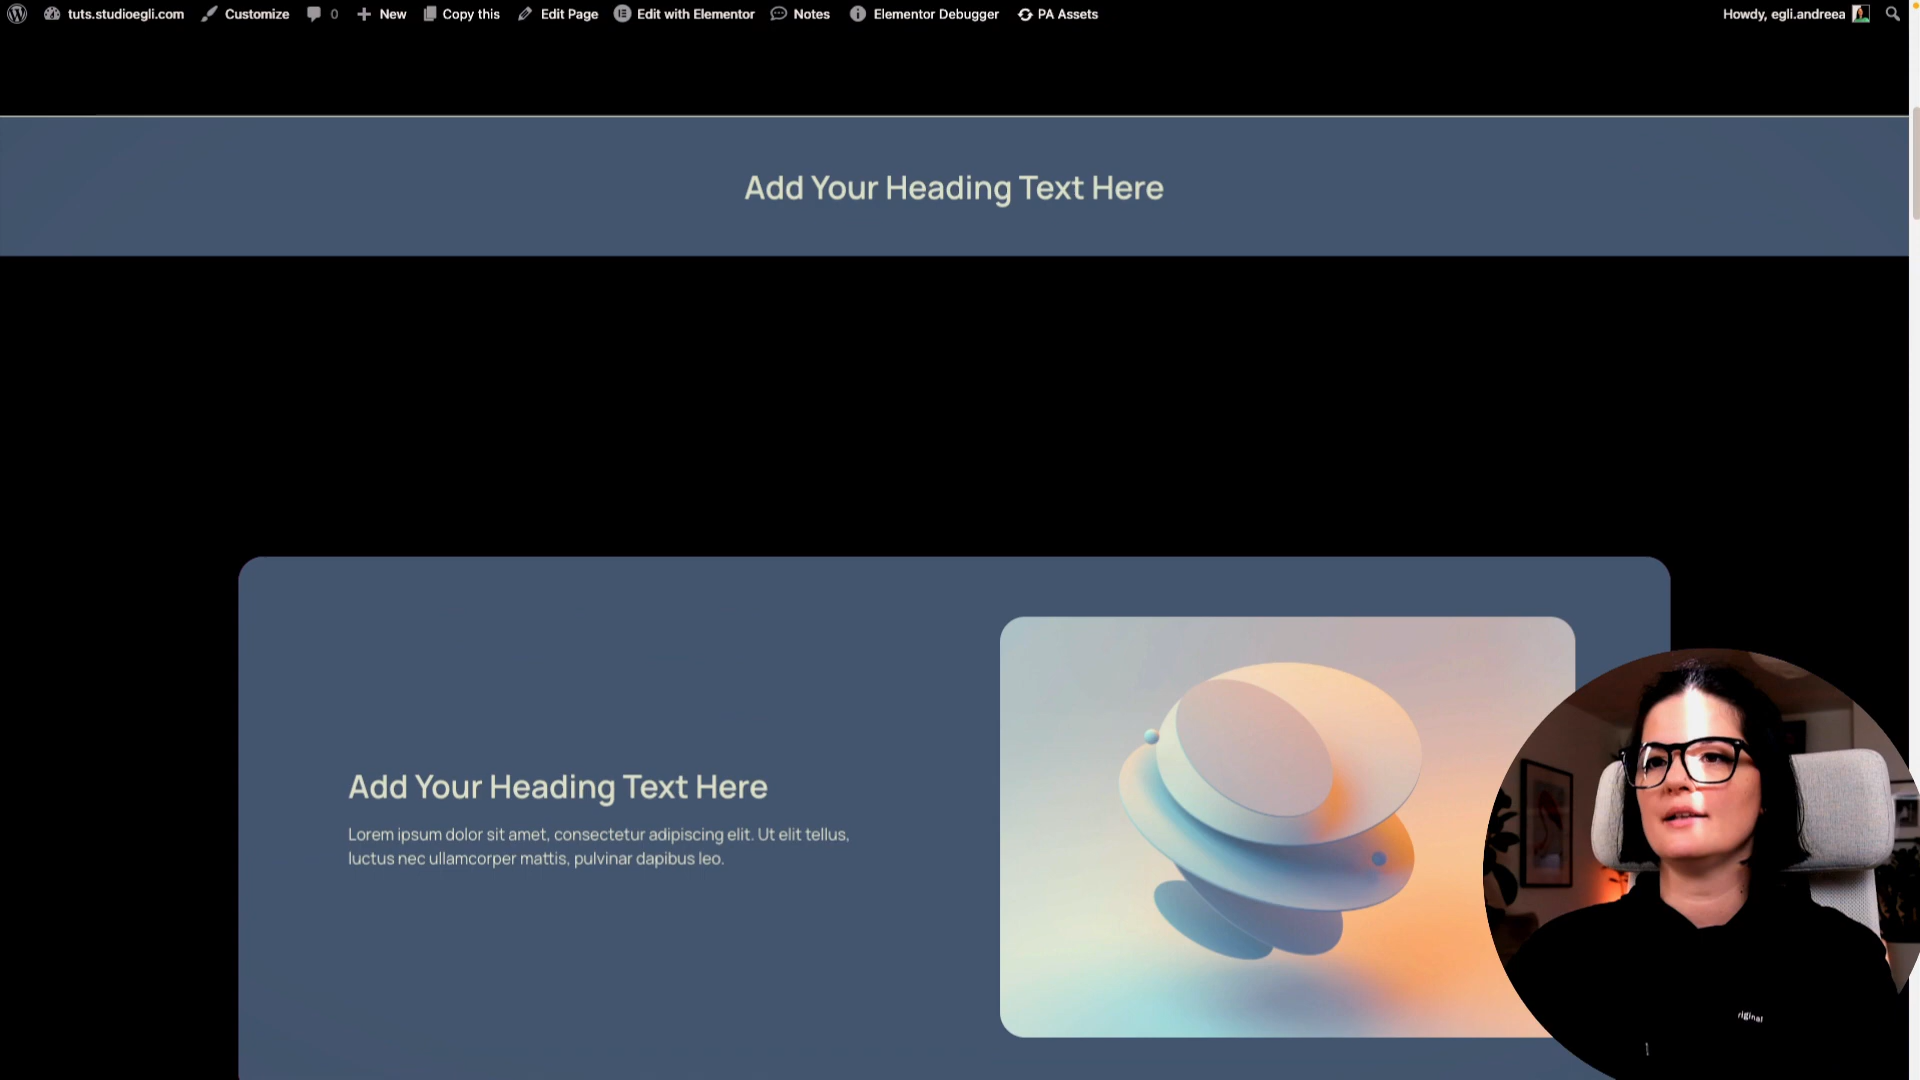 tuts.studioegli.com Customize 0 New Copy this Edit Page Edit with Elementor Notes Elementor Debugger PA Assets Howdy, egli.andreea
Add Your Heading Text Here
Add Your Heading Text Here
Lorem ipsum dolor sit amet, consectetur adipiscing elit. Ut elit tellus,
luctus nec ullamcorper mattis, pulvinar dapibus leo.
riginal